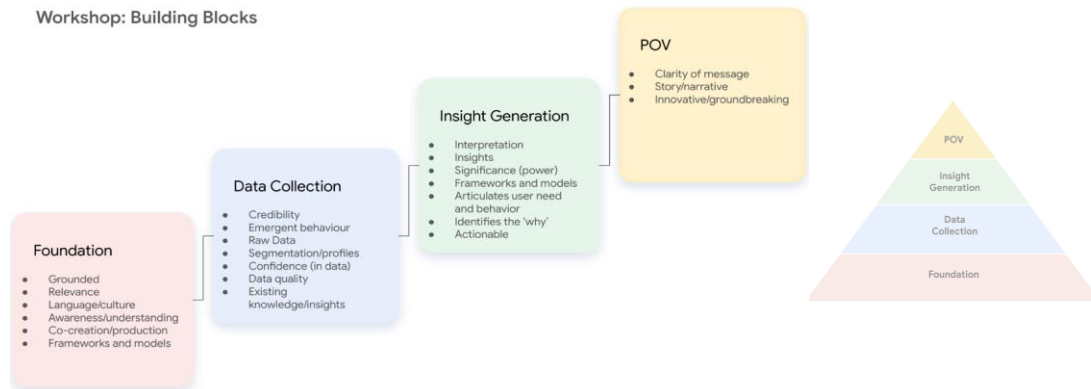 Workshop: Building Blocks
Foundation
● Grounded
● Relevance
● Language/culture
● Awareness/understanding
● Co-creation/production
● Frameworks and models
Data Collection
● Credibility
● Emergent behaviour
● Raw Data
● Segmentation/profiles
● Confidence (in data)
● Data quality
● Existing
knowledge/insights
Insight Generation
● Interpretation
● Insights
● Significance (power)
● Frameworks and models
● Articulates user need
and behavior
● Identifies the ‘why’
● Actionable
POV
● Clarity of message
● Story/narrative
● Innovative/groundbreaking
POV
Insight
Generation
Data
Collection
Foundation